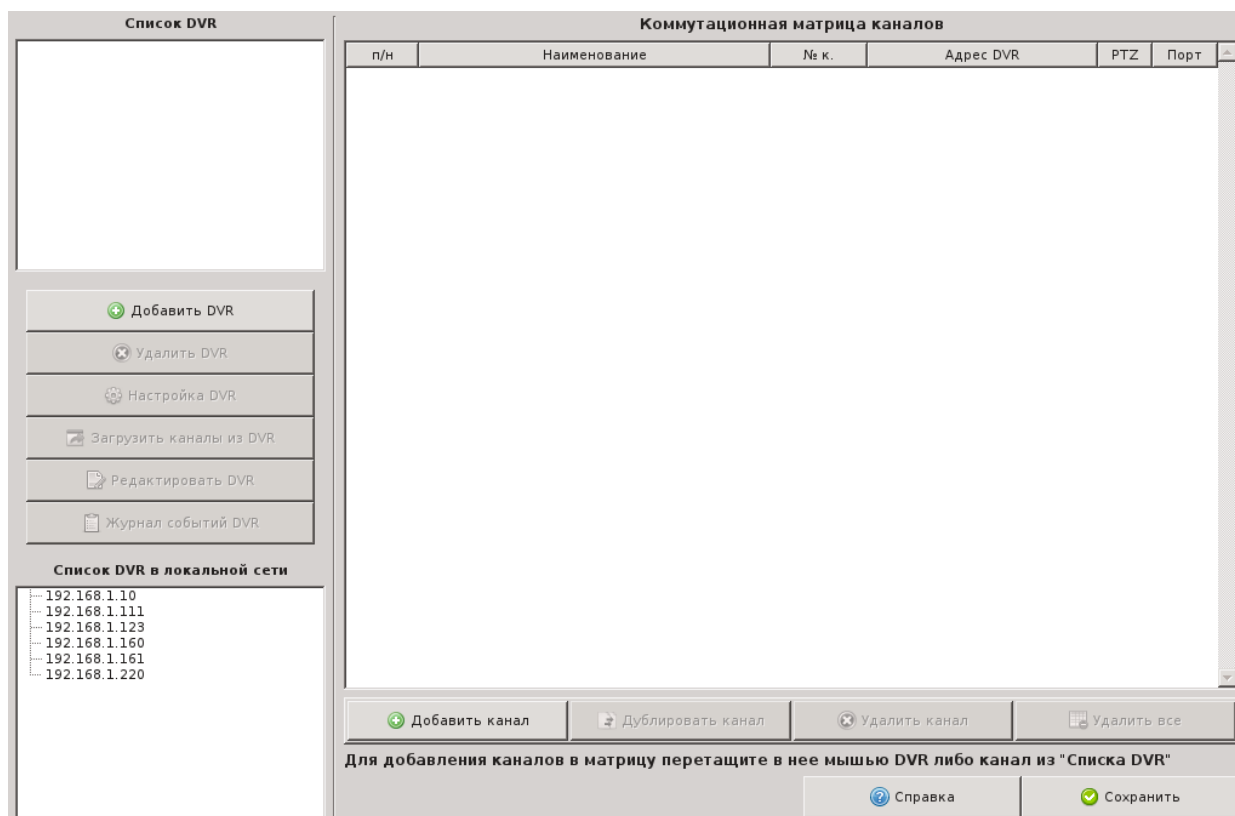 Список DVR
Добавить DVR
Удалить DVR
Настройка DVR
Загрузить каналы из DVR
Редактировать DVR
Журнал событий DVR
Список DVR в локальной сети
192.168.1.10
192.168.1.111
192.168.1.123
192.168.1.160
192.168.1.161
192.168.1.220
Коммутационная матрица каналов
п/н Наименование № к. Адрес DVR PTZ Порт
Добавить канал Дублировать канал Удалить канал Удалить все
Для добавления каналов в матрицу перетащите в нее мышью DVR либо канал из "Списка DVR"
Справка Сохранить